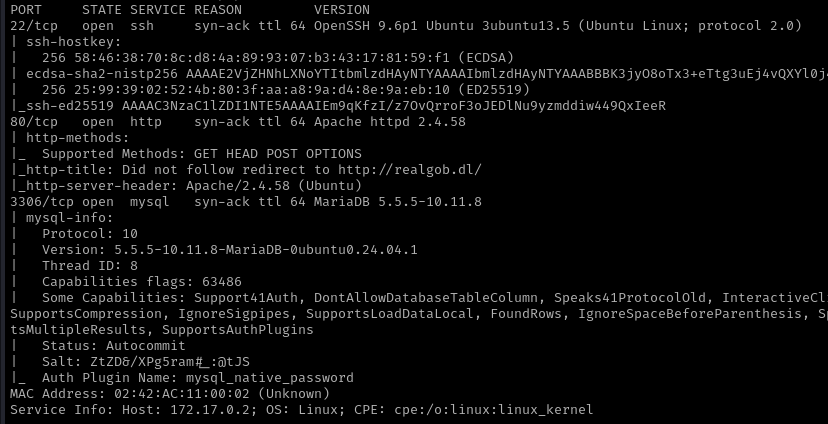 PORT     STATE SERVICE REASON         VERSION
22/tcp   open  ssh     syn-ack ttl 64 OpenSSH 9.6p1 Ubuntu 3ubuntu13.5 (Ubuntu Linux; protocol 2.0)
| ssh-hostkey:
|   256 58:46:38:70:8c:d8:4a:89:93:07:b3:43:17:81:59:f1 (ECDSA)
| ecdsa-sha2-nistp256 AAAAE2VjZHNhLXNoYTItbmlzdHAyNTYAAAAIbmlzdHAyNTYAAABBBK3jyO8oTx3+eTtg3uEj4vQXYl0j
|   256 25:99:39:02:52:4b:80:3f:aa:a8:9a:d4:8e:9a:eb:10 (ED25519)
|_ssh-ed25519 AAAAC3NzaC1lZDI1NTE5AAAAIEm9qKfzI/z7OvQrroF3oJEDlNu9yzmddiw449QxIeeR
80/tcp   open  http    syn-ack ttl 64 Apache httpd 2.4.58
| http-methods:
|_  Supported Methods: GET HEAD POST OPTIONS
|_http-title: Did not follow redirect to http://realgob.dl/
|_http-server-header: Apache/2.4.58 (Ubuntu)
3306/tcp open  mysql   syn-ack ttl 64 MariaDB 5.5.5-10.11.8
| mysql-info:
|   Protocol: 10
|   Version: 5.5.5-10.11.8-MariaDB-0ubuntu0.24.04.1
|   Thread ID: 8
|   Capabilities flags: 63486
|   Some Capabilities: Support41Auth, DontAllowDatabaseTableColumn, Speaks41ProtocolOld, InteractiveCl
SupportsCompression, IgnoreSigpipes, SupportsLoadDataLocal, FoundRows, IgnoreSpaceBeforeParenthesis, Sp
tsMultipleResults, SupportsAuthPlugins
|   Status: Autocommit
|   Salt: ZtZD&/XPg5ram#_:@tJS
|_  Auth Plugin Name: mysql_native_password
MAC Address: 02:42:AC:11:00:02 (Unknown)
Service Info: Host: 172.17.0.2; OS: Linux; CPE: cpe:/o:linux:linux_kernel